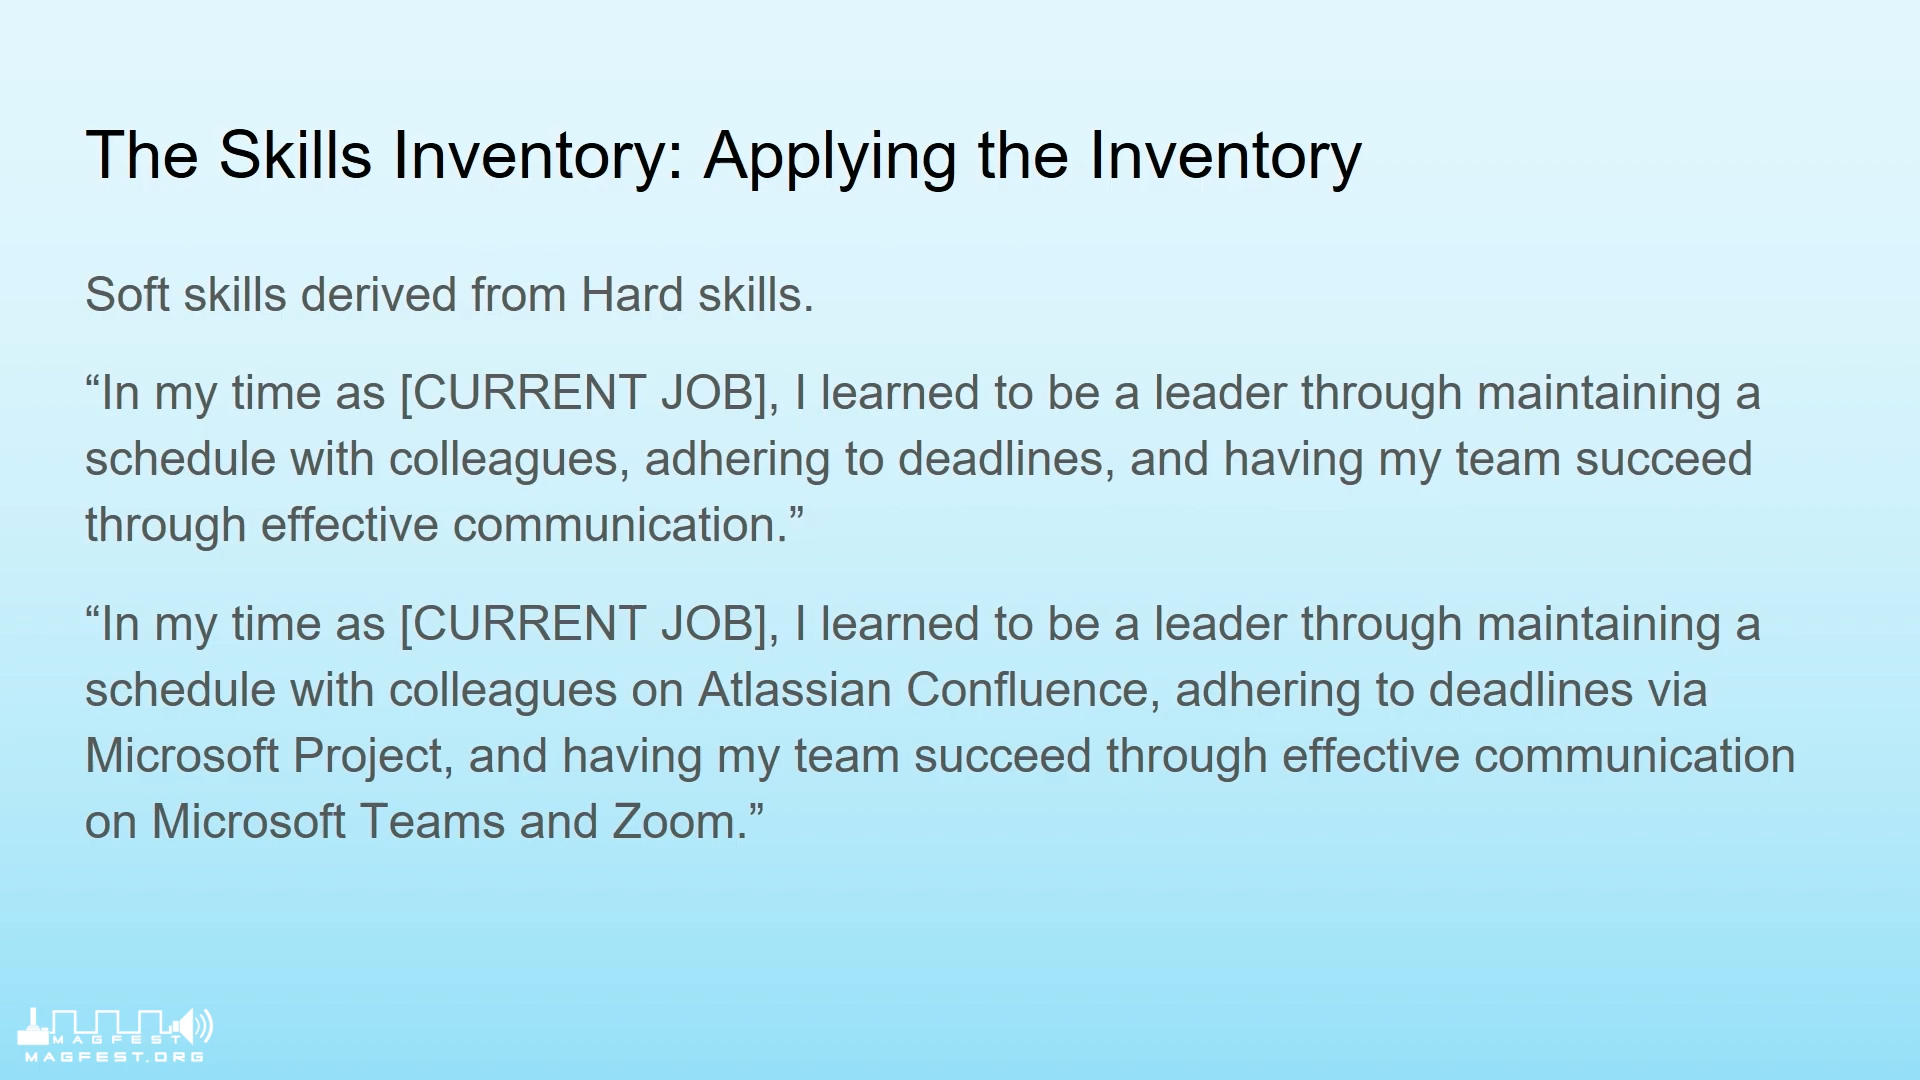 The Skills Inventory: Applying the Inventory
Soft skills derived from Hard skills.
“In my time as [CURRENT JOB], I learned to be a leader through maintaining a
schedule with colleagues, adhering to deadlines, and having my team succeed
through effective communication.”
“In my time as [CURRENT JOB], I learned to be a leader through maintaining a
schedule with colleagues on Atlassian Confluence, adhering to deadlines via
Microsoft Project, and having my team succeed through effective communication
on Microsoft Teams and Zoom.”
MAGFEST
MAGFEST.ORG